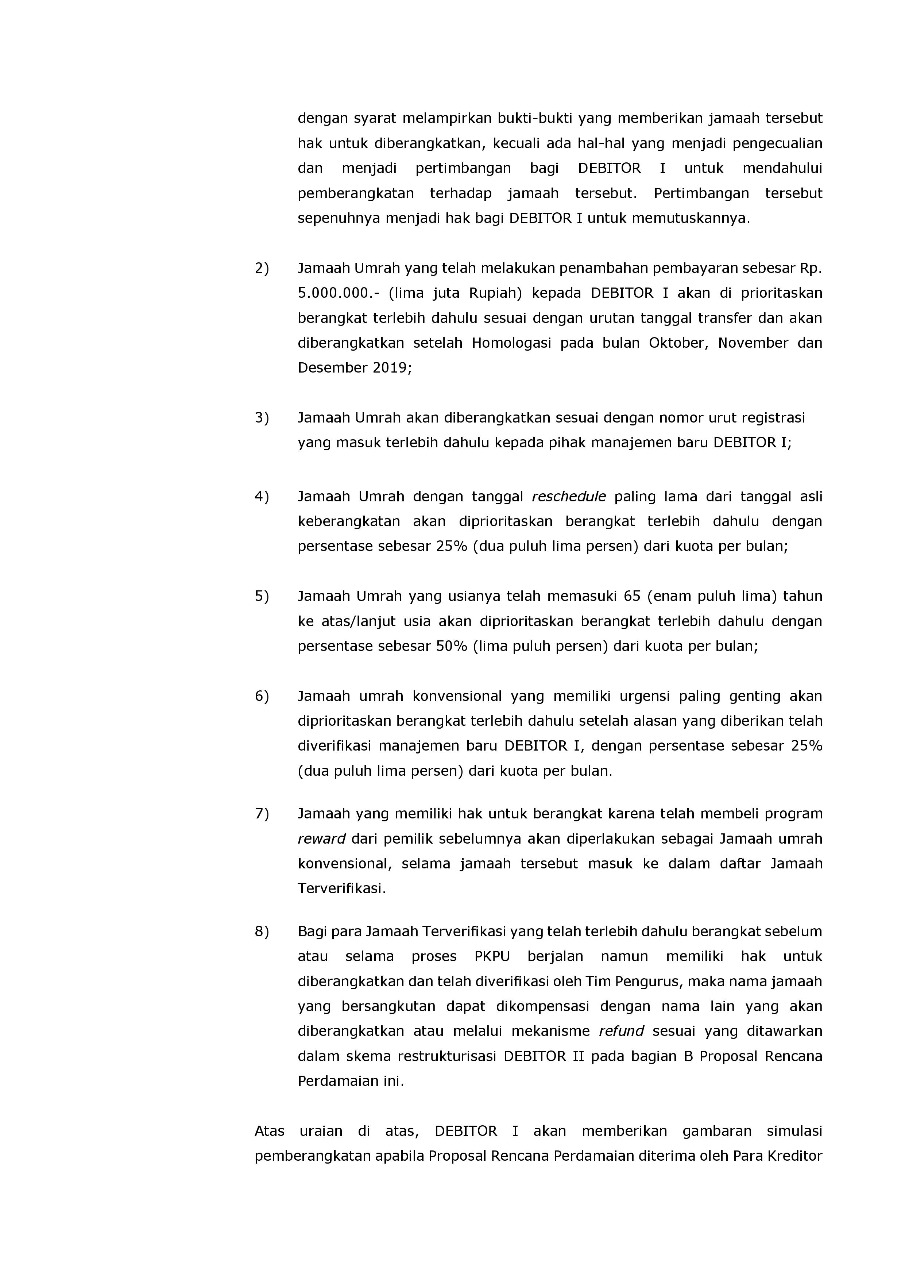 dengan syarat melampirkan bukti-bukti yang memberikan jamaah tersebut
hak untuk diberangkatkan, kecuali ada hal-hal yang menjadi pengecualian
dan menjadi pertimbangan bagi DEBITOR I untuk mendahului
pemberangkatan terhadap jamaah tersebut. Pertimbangan tersebut
sepenuhnya menjadi hak bagi DEBITOR I untuk memutuskannya.
2) Jamaah Umrah yang telah melakukan penambahan pembayaran sebesar Rp.
5.000.000.- (lima juta Rupiah) kepada DEBITOR I akan di prioritaskan
berangkat terlebih dahulu sesuai dengan urutan tanggal transfer dan akan
diberangkatkan setelah Homologasi pada bulan Oktober, November dan
Desember 2019;
3) Jamaah Umrah akan diberangkatkan sesuai dengan nomor urut registrasi
yang masuk terlebih dahulu kepada pihak manajemen baru DEBITOR I;
4) Jamaah Umrah dengan tanggal reschedule paling lama dari tanggal asli
keberangkatan akan diprioritaskan berangkat terlebih dahulu dengan
persentase sebesar 25% (dua puluh lima persen) dari kuota per bulan;
5) Jamaah Umrah yang usianya telah memasuki 65 (enam puluh lima) tahun
ke atas/lanjut usia akan diprioritaskan berangkat terlebih dahulu dengan
persentase sebesar 50% (lima puluh persen) dari kuota per bulan;
6) Jamaah umrah konvensional yang memiliki urgensi paling genting akan
diprioritaskan berangkat terlebih dahulu setelah alasan yang diberikan telah
diverifikasi manajemen baru DEBITOR I, dengan persentase sebesar 25%
(dua puluh lima persen) dari kuota per bulan.
7) Jamaah yang memiliki hak untuk berangkat karena telah membeli program
reward dari pemilik sebelumnya akan diperlakukan sebagai Jamaah umrah
konvensional, selama jamaah tersebut masuk ke dalam daftar Jamaah
Terverifikasi.
8) Bagi para Jamaah Terverifikasi yang telah terlebih dahulu berangkat sebelum
atau selama proses PKPU berjalan namun memiliki hak untuk
diberangkatkan dan telah diverifikasi oleh Tim Pengurus, maka nama jamaah
yang bersangkutan dapat dikompensasi dengan nama lain yang akan
diberangkatkan atau melalui mekanisme refund sesuai yang ditawarkan
dalam skema restrukturisasi DEBITOR II pada bagian B Proposal Rencana
Perdamaian ini.
Atas uraian di atas, DEBITOR I akan memberikan gambaran simulasi
pemberangkatan apabila Proposal Rencana Perdamaian diterima oleh Para Kreditor